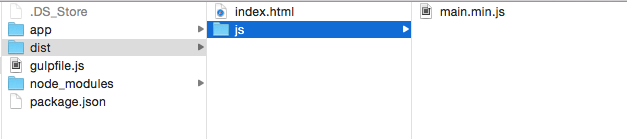 .DS_Store
app
dist
gulpfile.js
node_modules
package.json
index.html
js
main.min.js